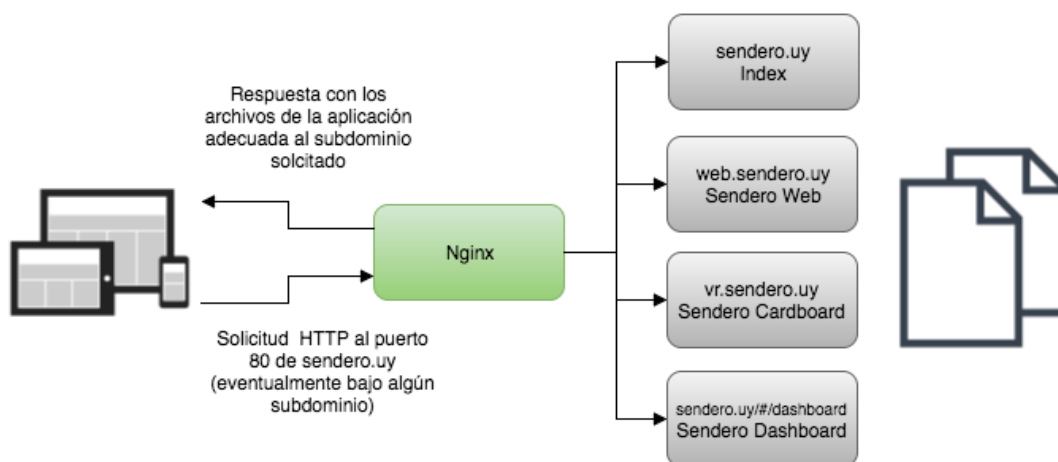 Respuesta con los
archivos de la aplicación
adecuada al subdominio
solcitado
Nginx
Solicitud HTTP al puerto
80 de sendero.uy
(eventualmente bajo algún
subdominio)
sendero.uy
Index
web.sendero.uy
Sendero Web
vr.sendero.uy
Sendero Cardboard
sendero.uy/#/dashboard
Sendero Dashboard